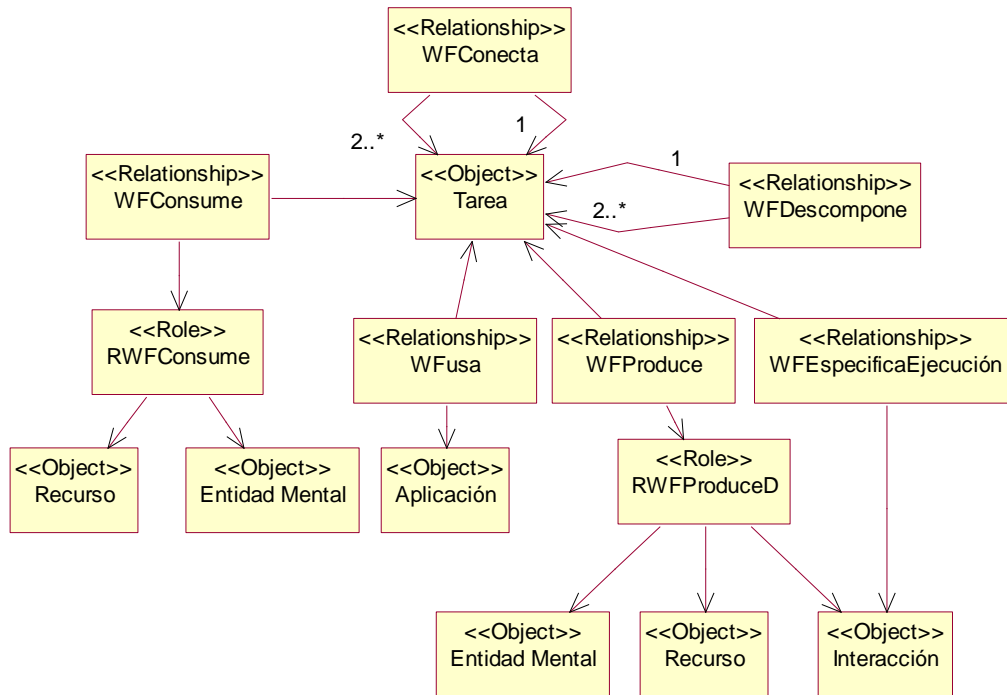 <<Relationship>>
WFConecta
2..*
1
<<Relationship>>
WFConsume
<<Object>>
Tarea
1
2..*
<<Relationship>>
WFDescompone
<<Role>>
RWFConsume
<<Relationship>>
WFusa
<<Relationship>>
WFProduce
<<Relationship>>
WFEspecificaEjecución
<<Object>>
Recurso
<<Object>>
Entidad Mental
<<Object>>
Aplicación
<<Role>>
RWFProduceD
<<Object>>
Entidad Mental
<<Object>>
Recurso
<<Object>>
Interacción